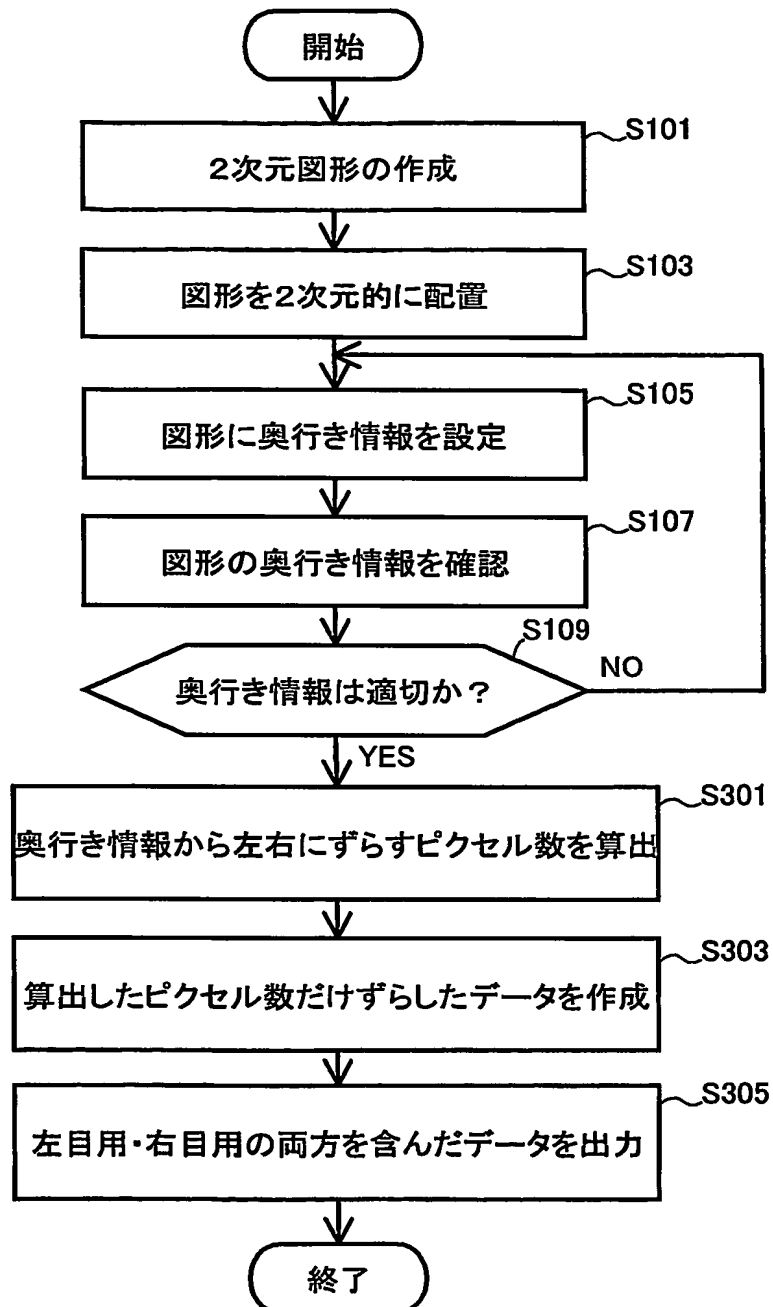 開始
S101
2次元図形の作成
S103
図形を2次元的に配置
S105
図形に奥行き情報を設定
S107
図形の奥行き情報を確認
S109
奥行き情報は適切か？
NO
YES
S301
奥行き情報から左右にずらすピクセル数を算出
S303
算出したピクセル数だけずらしたデータを作成
S305
左目用・右目用の両方を含んだデータを出力
終了